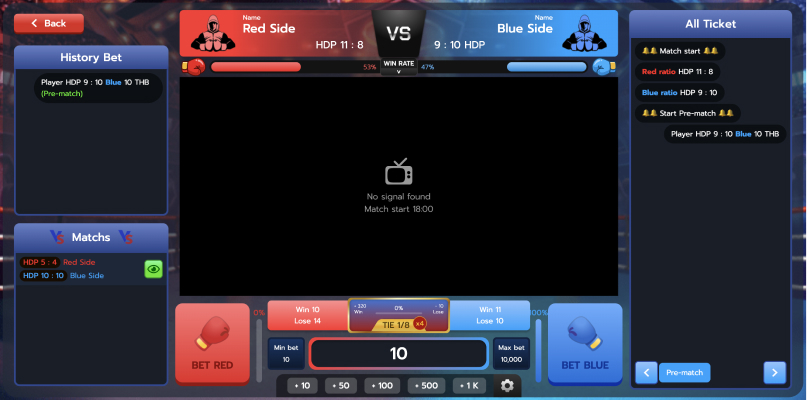 Back
History Bet
Player HDP 9 : 10 Blue 10 THB
(Pre-match)
VS Matchs VS
HDP 5 : 4 Red Side
HDP 10 : 10 Blue Side
Name
Red Side
HDP 11 : 8
VS
Name
Blue Side
9 : 10 HDP
53%
WIN RATE
47%
No signal found
Match start 18:00
BET RED
0%
Win 10
Lose 14
+ 320
Win
0%
- 10
Lose
TIE 1/8 x4
Win 11
Lose 10
100%
BET BLUE
Min bet
10
10
Max bet
10,000
+ 10
+ 50
+ 100
+ 500
+ 1 K
All Ticket
Match start
Red ratio HDP 11 : 8
Blue ratio HDP 9 : 10
Start Pre-match
Player HDP 9 : 10 Blue 10 THB
Pre-match